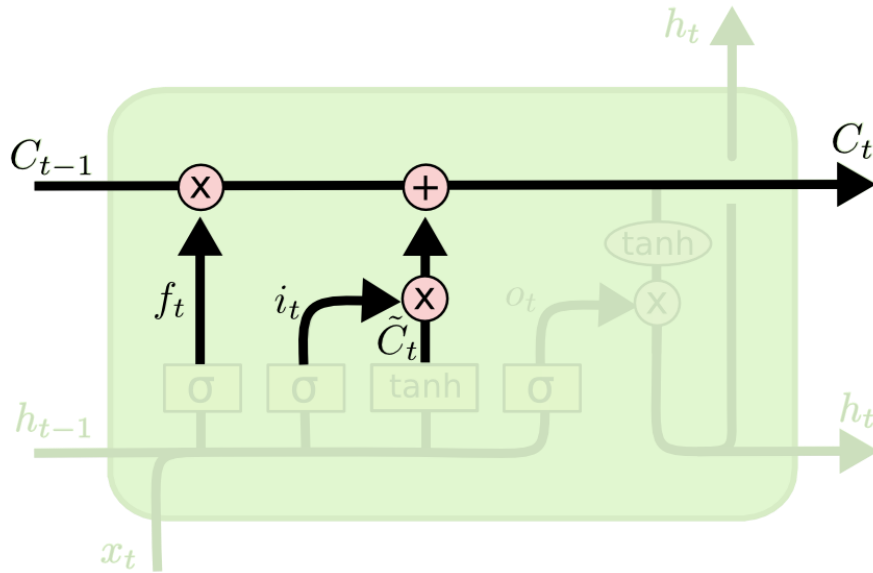 h_t
C_{t-1}
C_t
x
+
tanh
f_t
i_t
x
o_t
x
C̃_t
σ
σ
tanh
σ
h_{t-1}
h_t
x_t